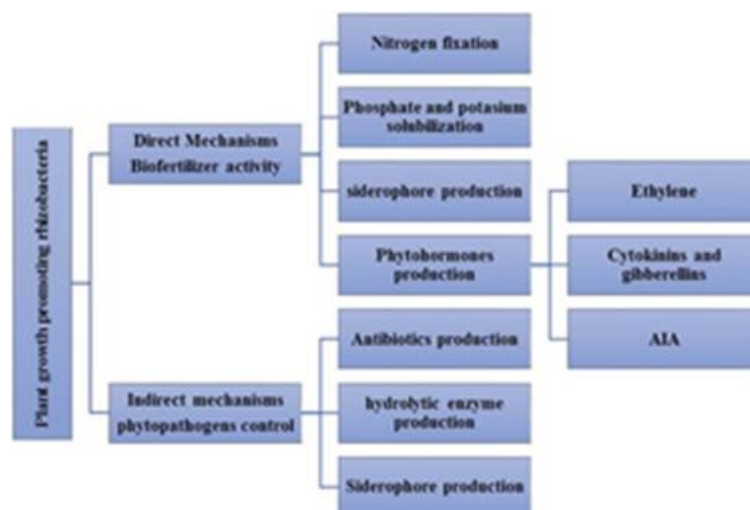 Plant growth promoting rhizobacteria
Direct Mechanisms
Biofertilizer activity
Nitrogen fixation
Phosphate and potasium
solubilization
siderophore production
Phytohormones
production
Ethylene
Cytokinins and
gibberellins
AIA
Indirect mechanisms
phytopathogens control
Antibiotics production
hydrolytic enzyme
production
Siderophore production